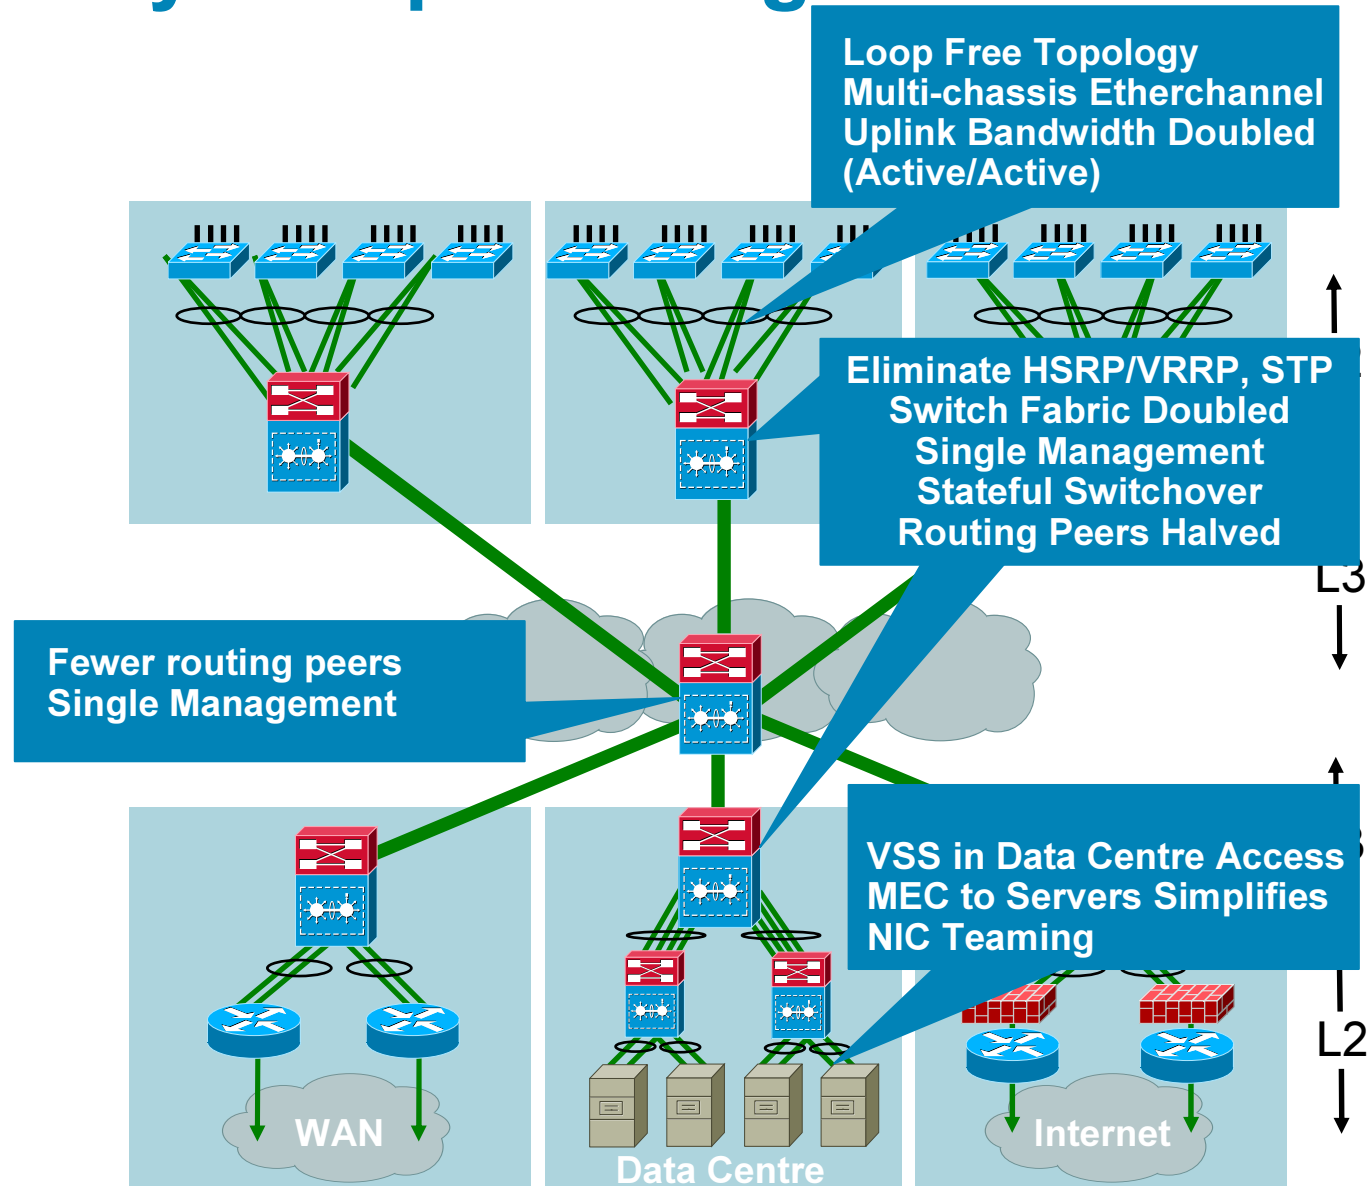 Loop Free Topology
Multi-chassis Etherchannel
Uplink Bandwidth Doubled
(Active/Active)
Eliminate HSRP/VRRP, STP
Switch Fabric Doubled
Single Management
Stateful Switchover
Routing Peers Halved
L3
Fewer routing peers
Single Management
VSS in Data Centre Access
MEC to Servers Simplifies
NIC Teaming
L2
WAN
Internet
Data Centre